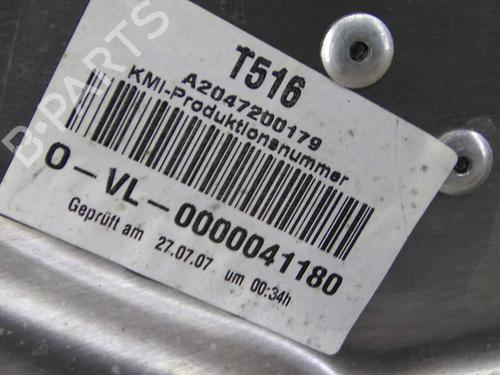 B-PARTS
T516
A2047200179
KMI-Produktionsnummer
0-VL-0000041180
Geprüft am 27.07.07 um 00:34h